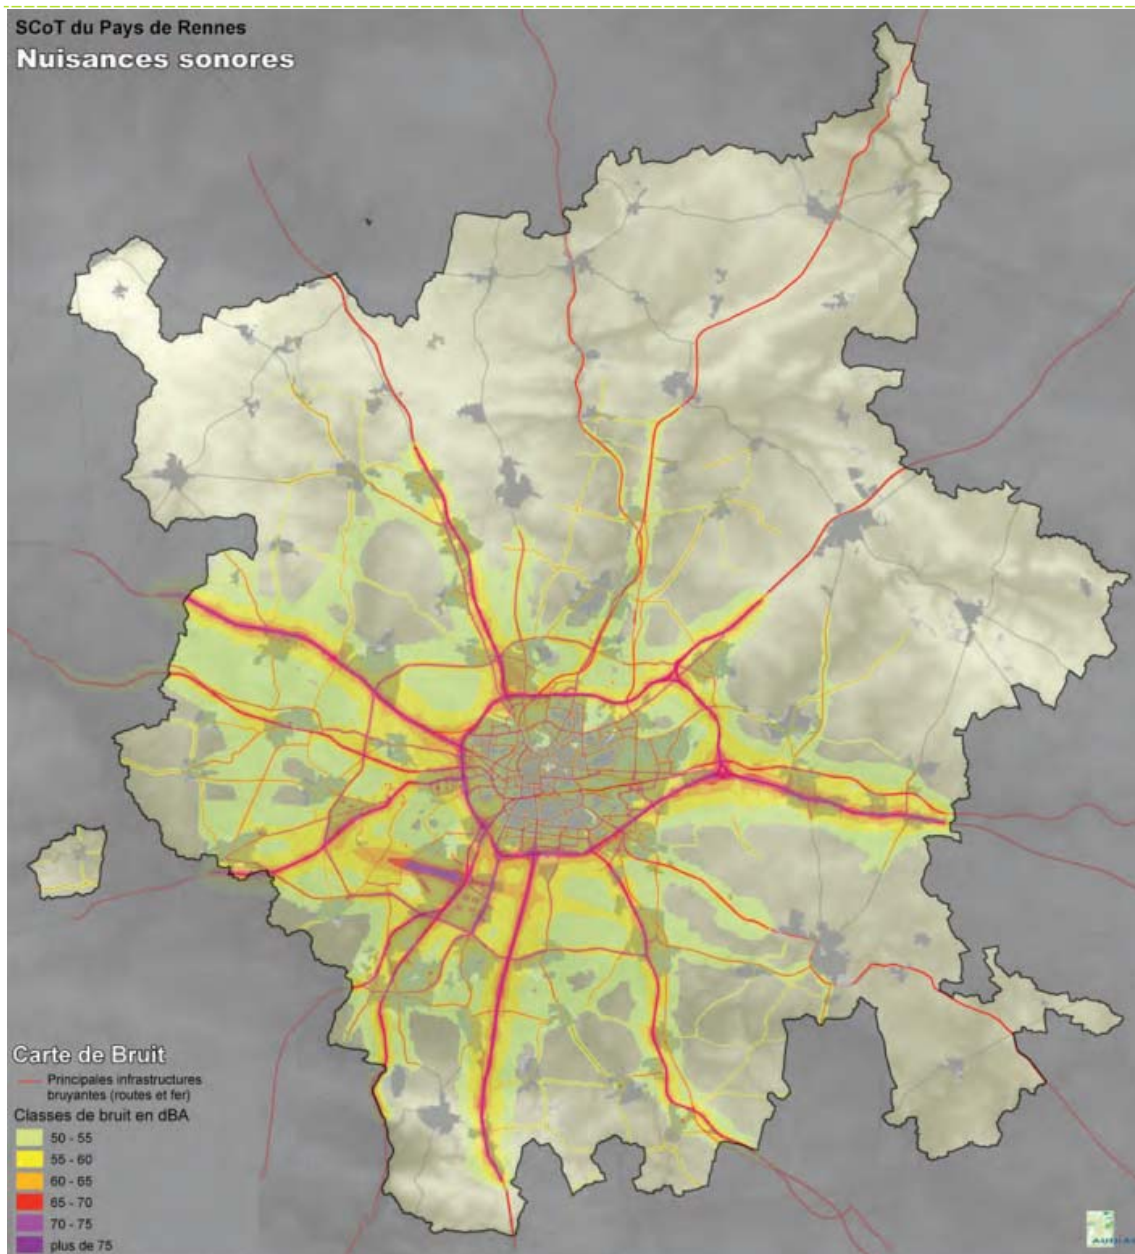 SCoT du Pays de Rennes
Nuisances sonores
Carte de Bruit
Principales infrastructures
bruyantes (routes et fer)
Classes de bruit en dBA
50 - 55
55 - 60
60 - 65
65 - 70
70 - 75
plus de 75